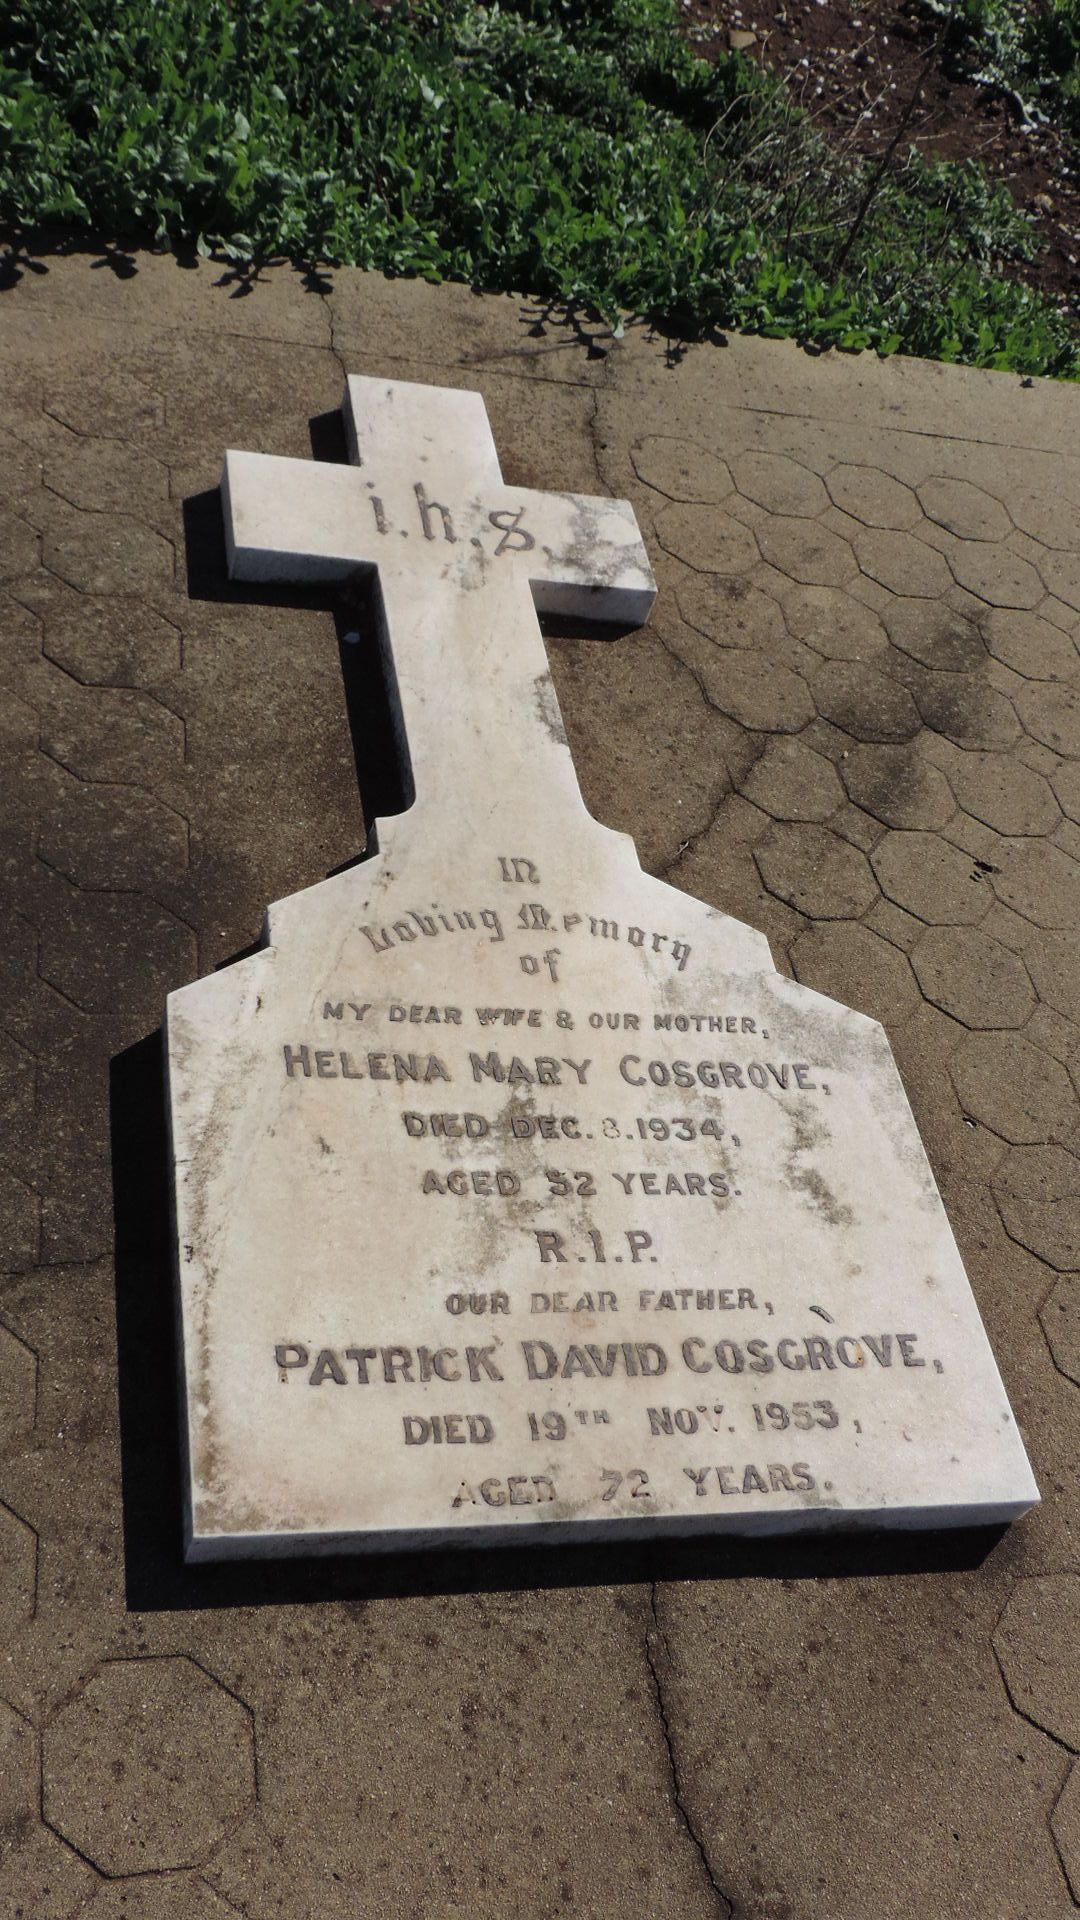 i.h.s.
In
Loving Memory
of
MY DEAR WIFE & OUR MOTHER,
HELENA MARY COSGROVE,
DIED DEC. 8. 1934,
AGED 52 YEARS.
R.I.P.
OUR DEAR FATHER,
PATRICK DAVID COSGROVE,
DIED 19TH NOV. 1953,
AGED 72 YEARS.